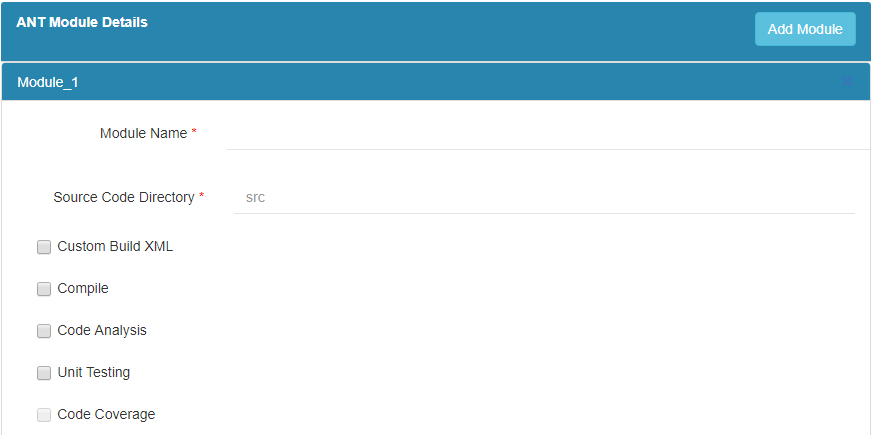 ANT Module Details
Add Module
Module_1
Module Name *
Source Code Directory *
src
Custom Build XML
Compile
Code Analysis
Unit Testing
Code Coverage